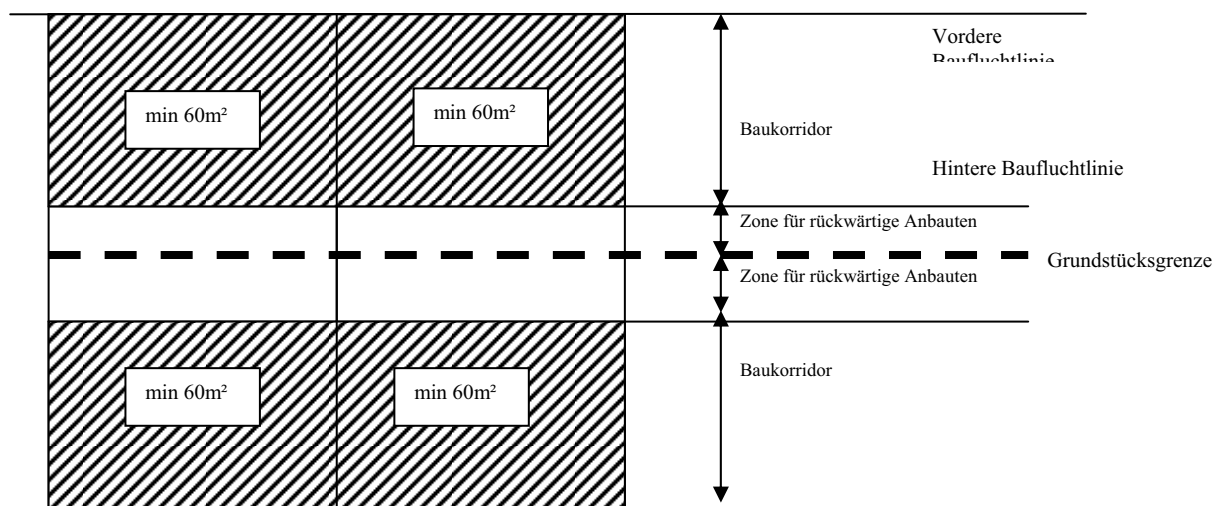 Vordere
Baufluchtlinie
min 60m²
min 60m²
Baukorridor
Hintere Baufluchtlinie
Zone für rückwärtige Anbauten
Grundstücksgrenze
Zone für rückwärtige Anbauten
min 60m²
min 60m²
Baukorridor